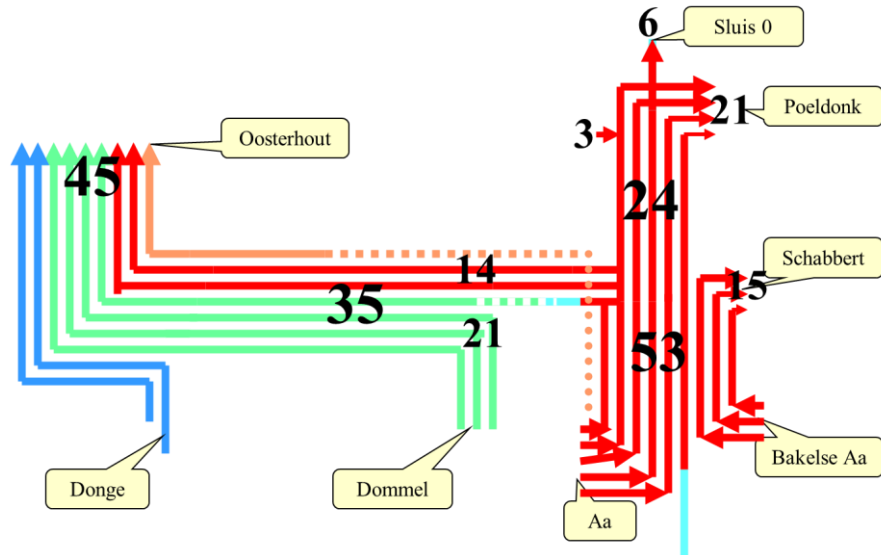 6
Sluis 0
21
Poeldonk
3
Oosterhout
45
24
Schabbert
14
15
35
21
53
Bakelse Aa
Donge
Dommel
Aa